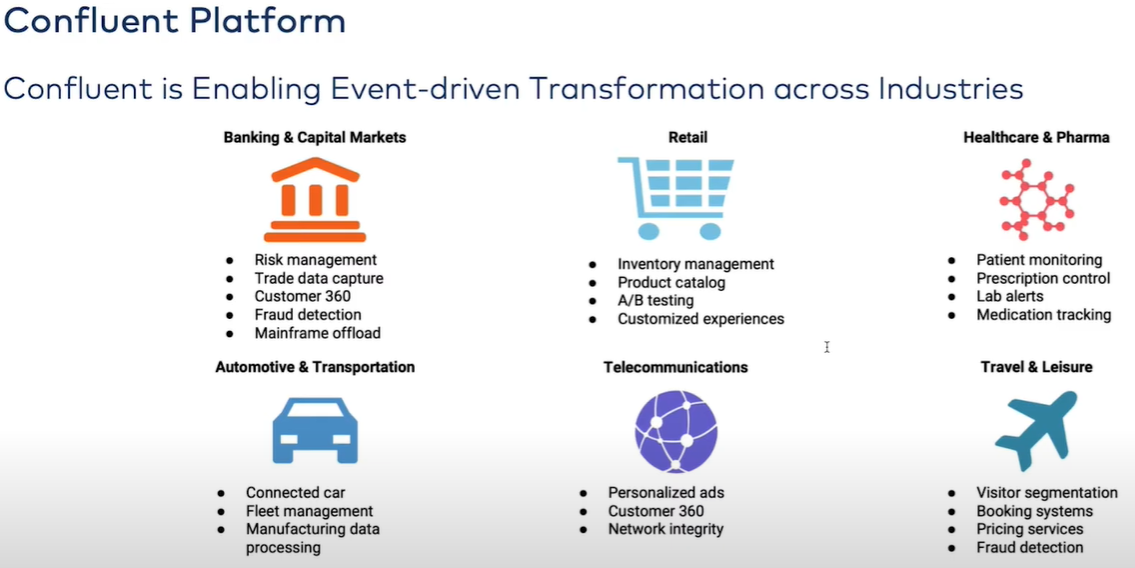 Confluent Platform
Confluent is Enabling Event-driven Transformation across Industries
Banking & Capital Markets
Risk management
Trade data capture
Customer 360
Fraud detection
Mainframe offload
Retail
Inventory management
Product catalog
A/B testing
Customized experiences
Healthcare & Pharma
Patient monitoring
Prescription control
Lab alerts
Medication tracking
Automotive & Transportation
Connected car
Fleet management
Manufacturing data
processing
Telecommunications
Personalized ads
Customer 360
Network integrity
Travel & Leisure
Visitor segmentation
Booking systems
Pricing services
Fraud detection